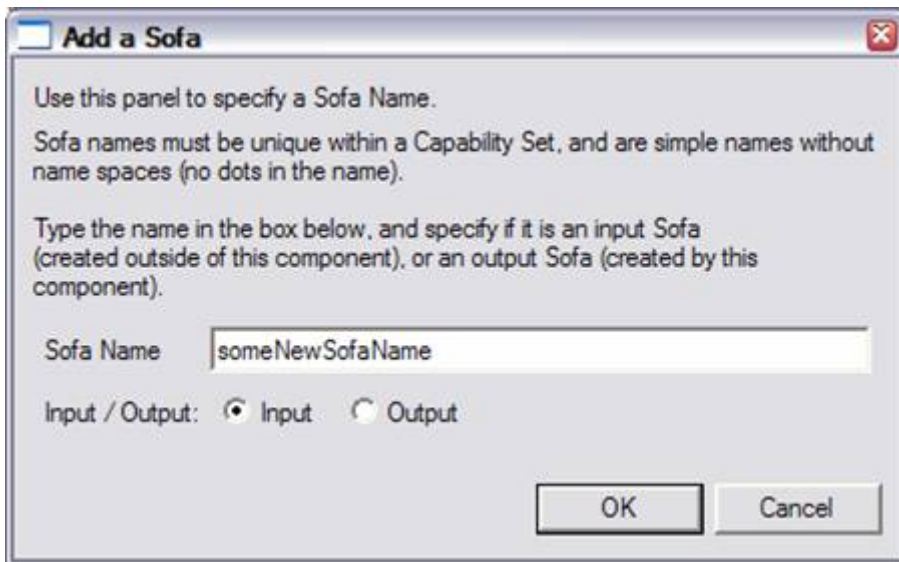 Add a Sofa
Use this panel to specify a Sofa Name.
Sofa names must be unique within a Capability Set, and are simple names without
name spaces (no dots in the name).
Type the name in the box below, and specify if it is an input Sofa
(created outside of this component), or an output Sofa (created by this
component).
Sofa Name someNewSofaName
Input / Output: Input Output
OK Cancel